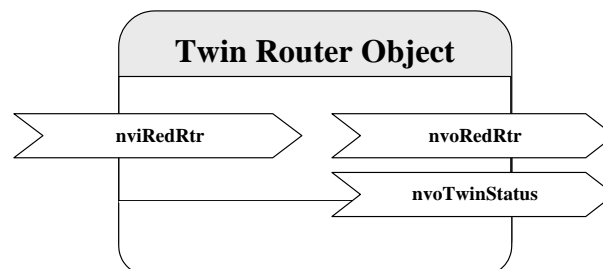 Twin Router Object
nviRedRtr
nvoRedRtr
nvoTwinStatus